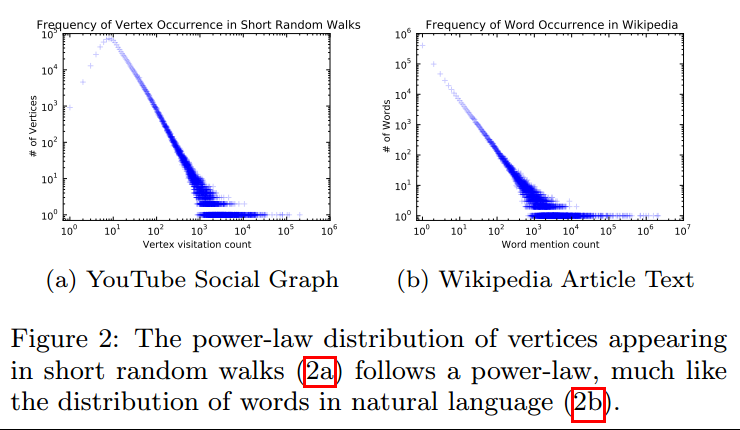 Frequency of Vertex Occurrence in Short Random Walks
10^5
10^4
10^3
10^2
10^1
10^0
# of Vertices
10^0 10^1 10^2 10^3 10^4 10^5 10^6
Vertex visitation count
(a) YouTube Social Graph
Frequency of Word Occurrence in Wikipedia
10^6
10^5
10^4
10^3
10^2
10^1
10^0
# of Words
10^0 10^1 10^2 10^3 10^4 10^5 10^6 10^7
Word mention count
(b) Wikipedia Article Text
Figure 2: The power-law distribution of vertices appearing
in short random walks (2a) follows a power-law, much like
the distribution of words in natural language (2b).